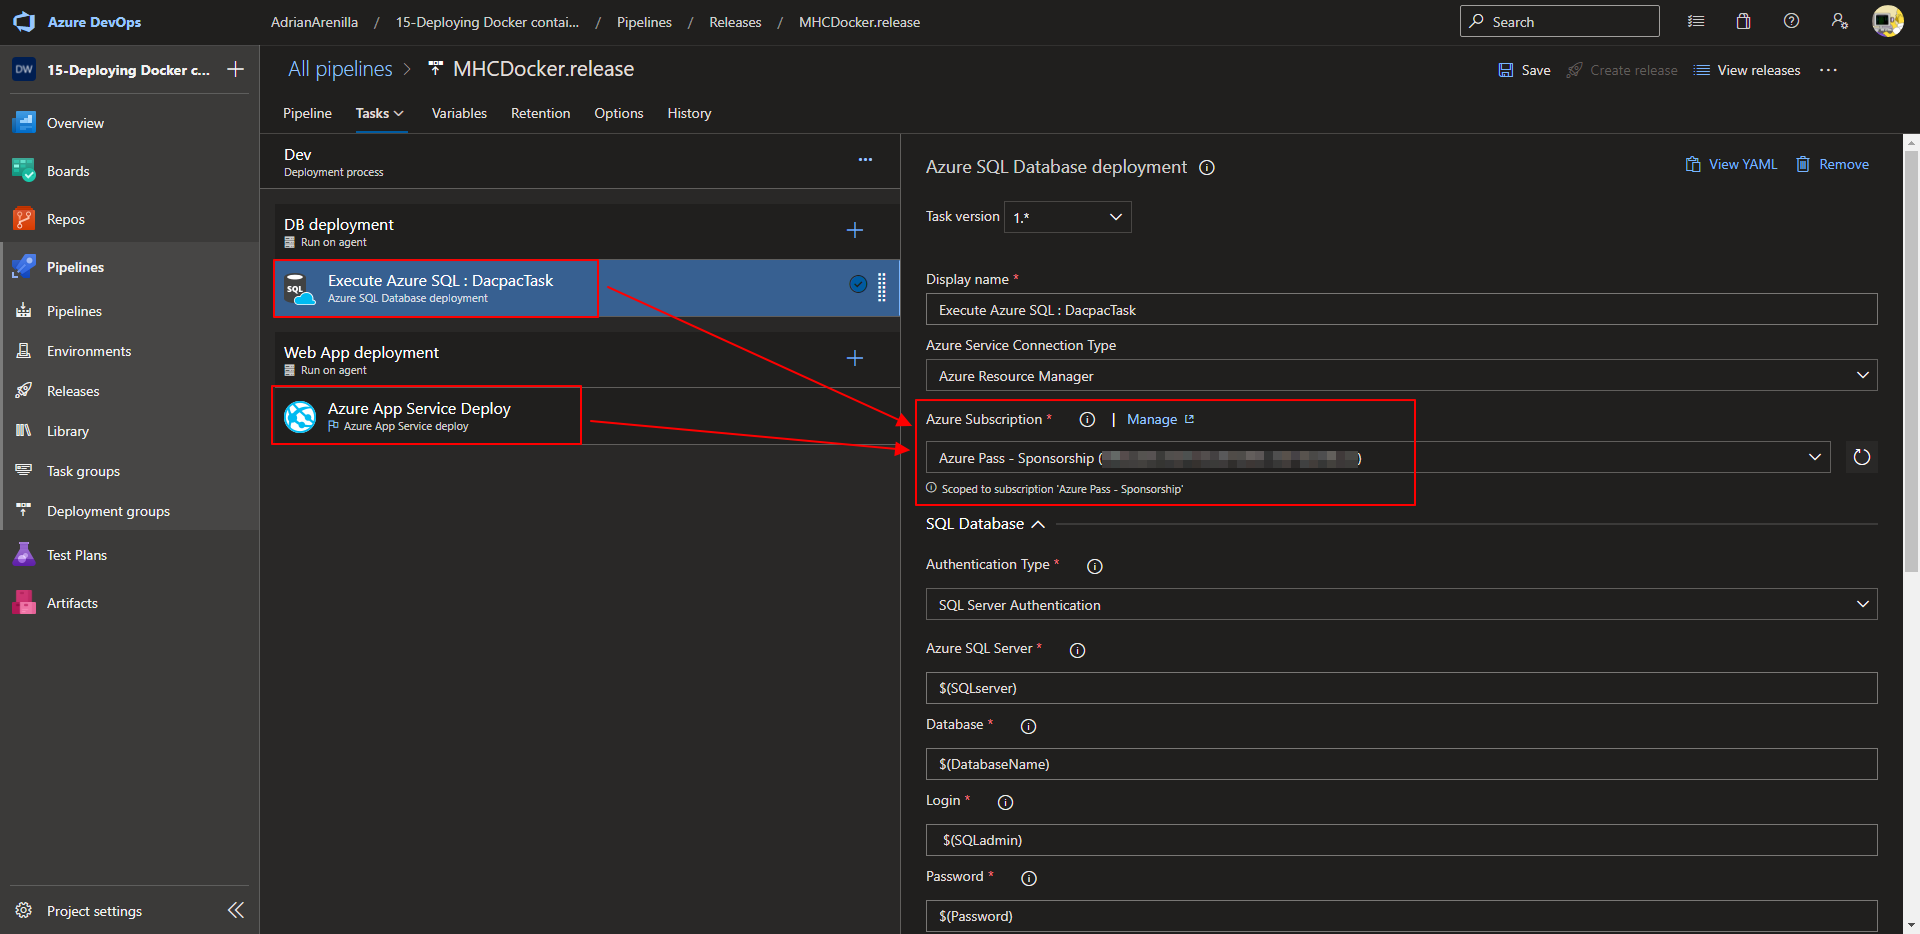 Azure DevOps
AdrianArenilla / 15-Deploying Docker contai... / Pipelines / Releases / MHCDocker.release
Search
DW
15-Deploying Docker c...
Overview
Boards
Repos
Pipelines
Pipelines
Environments
Releases
Library
Task groups
Deployment groups
Test Plans
Artifacts
Project settings
All pipelines > MHCDocker.release
Save
Create release
View releases
Pipeline
Tasks
Variables
Retention
Options
History
Dev
Deployment process
DB deployment
Run on agent
SQL
Execute Azure SQL : DacpacTask
Azure SQL Database deployment
Web App deployment
Run on agent
Azure App Service Deploy
Azure App Service deploy
Azure SQL Database deployment
View YAML
Remove
Task version
1.*
Display name *
Execute Azure SQL : DacpacTask
Azure Service Connection Type
Azure Resource Manager
Azure Subscription * | Manage
Azure Pass - Sponsorship ( )
Scoped to subscription 'Azure Pass - Sponsorship'
SQL Database
Authentication Type *
SQL Server Authentication
Azure SQL Server *
$(SQLserver)
Database *
$(DatabaseName)
Login *
$(SQLadmin)
Password *
$(Password)